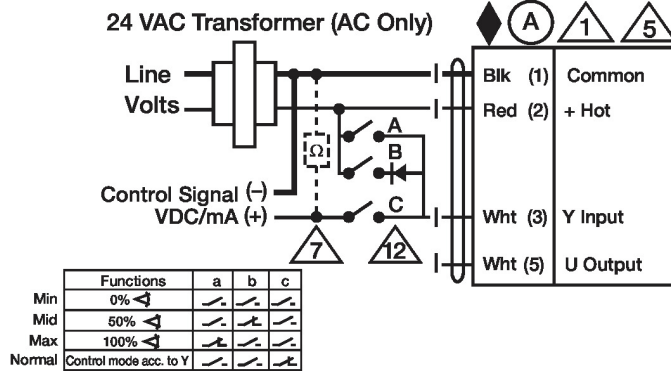 24 VAC Transformer (AC Only)
A
1
5
Line
Volts
Blk (1) Common
Red (2) + Hot
A
B
Ω
Control Signal (–)
VDC/mA (+)
C
Wht (3) Y Input
7
12
Wht (5) U Output
Functions a b c
Min 0%
Mid 50%
Max 100%
Normal Control mode acc. to Y